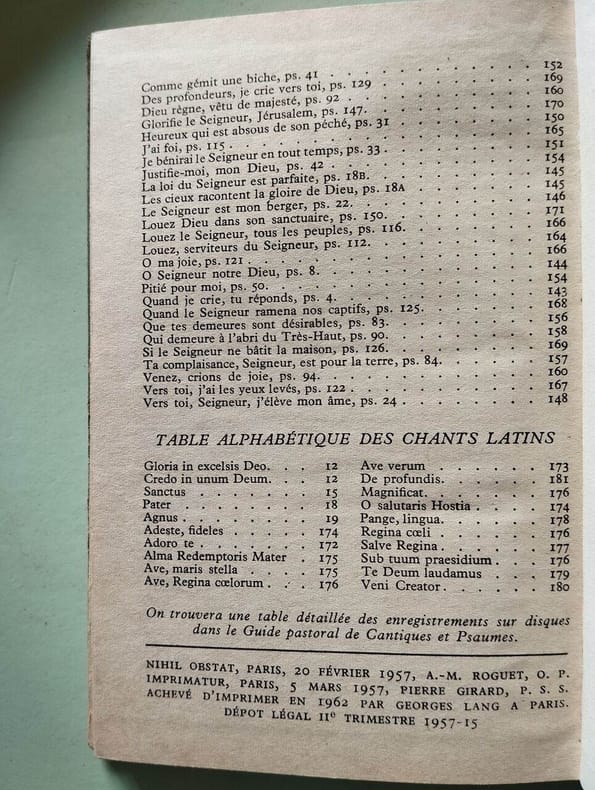 Comme gémit une biche, ps. 41 . . . . . . . . 152
Des profondeurs, je crie vers toi, ps. 129 . . . . . . . . 169
Dieu règne, vêtu de majesté, ps. 92 . . . . . . . . 160
Glorifie le Seigneur, Jérusalem, ps. 147. . . . . . . . 170
Heureux qui est absous de son péché, ps. 31 . . . . . . . . 150
J'ai foi, ps. 115 . . . . . . . . 165
Je bénirai le Seigneur en tout temps, ps. 33 . . . . . . . . 151
Justifie-moi, mon Dieu, ps. 42 . . . . . . . . 154
La loi du Seigneur est parfaite, ps. 18B. . . . . . . . 145
Les cieux racontent la gloire de Dieu, ps. 18A . . . . . . . . 145
Le Seigneur est mon berger, ps. 22. . . . . . . . 146
Louez Dieu dans son sanctuaire, ps. 150. . . . . . . . 171
Louez le Seigneur, tous les peuples, ps. 116. . . . . . . . 166
Louez, serviteurs du Seigneur, ps. 112. . . . . . . . 164
O ma joie, ps. 121 . . . . . . . . 166
O Seigneur notre Dieu, ps. 8. . . . . . . . 144
Pitié pour moi, ps. 50. . . . . . . . 154
Quand je crie, tu réponds, ps. 4. . . . . . . . 143
Quand le Seigneur ramena nos captifs, ps. 125. . . . . . . . 168
Que tes demeures sont désirables, ps. 83. . . . . . . . 156
Qui demeure à l'abri du Très-Haut, ps. 90. . . . . . . . 158
Si le Seigneur ne bâtit la maison, ps. 126. . . . . . . . 169
Ta complaisance, Seigneur, est pour la terre, ps. 84. . . . . . . . 157
Venez, crions de joie, ps. 94. . . . . . . . 160
Vers toi, j'ai les yeux levés, ps. 122 . . . . . . . . 167
Vers toi, Seigneur, j'élève mon âme, ps. 24 . . . . . . . . 148
TABLE ALPHABÉTIQUE DES CHANTS LATINS
Gloria in excelsis Deo. . . 12
Credo in unum Deum. . . 12
Sanctus . . . . . . . 15
Pater . . . . . . . . 18
Agnus . . . . . . . . 19
Adeste, fideles . . . . . 174
Adoro te . . . . . . . 172
Alma Redemptoris Mater . 175
Ave, maris stella . . . . 175
Ave, Regina cœlorum . . . 176
Ave verum . . . . . . 173
De profundis. . . . . . 181
Magnificat. . . . . . . 176
O salutaris Hostia . . . . 174
Pange, lingua. . . . . . 178
Regina cœli . . . . . . 176
Salve Regina . . . . . . 177
Sub tuum praesidium . . . 176
Te Deum laudamus . . . . 179
Veni Creator. . . . . . 180
On trouvera une table détaillée des enregistrements sur disques
dans le Guide pastoral de Cantiques et Psaumes.
NIHIL OBSTAT, PARIS, 20 FÉVRIER 1957, A.-M. ROGUET, O. P.
IMPRIMATUR, PARIS, 5 MARS 1957, PIERRE GIRARD, P. S. S.
ACHEVÉ D'IMPRIMER EN 1962 PAR GEORGES LANG A PARIS.
DÉPOT LÉGAL IIe TRIMESTRE 1957-15